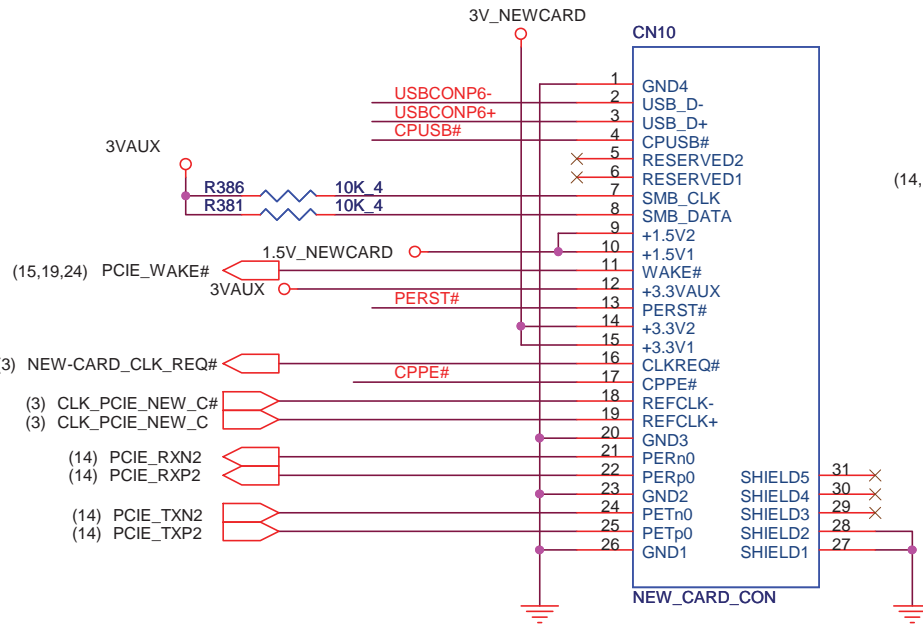 3V_NEWCARD
CN10
1 GND4
USBCONP6- 2 USB_D-
USBCONP6+ 3 USB_D+
CPUSB# 4 CPUSB#
3VAUX
5 RESERVED2
6 RESERVED1
(14,
R386 10K_4 7 SMB_CLK
R381 10K_4 8 SMB_DATA
9 +1.5V2
1.5V_NEWCARD 10 +1.5V1
(15,19,24) PCIE_WAKE# 11 WAKE#
3VAUX 12 +3.3VAUX
PERST# 13 PERST#
14 +3.3V2
15 +3.3V1
3) NEW-CARD_CLK_REQ# 16 CLKREQ#
CPPE# 17 CPPE#
(3) CLK_PCIE_NEW_C# 18 REFCLK-
(3) CLK_PCIE_NEW_C 19 REFCLK+
20 GND3
(14) PCIE_RXN2 21 PERn0
(14) PCIE_RXP2 22 PERp0 SHIELD5 31
23 GND2 SHIELD4 30
(14) PCIE_TXN2 24 PETn0 SHIELD3 29
(14) PCIE_TXP2 25 PETp0 SHIELD2 28
26 GND1 SHIELD1 27
NEW_CARD_CON